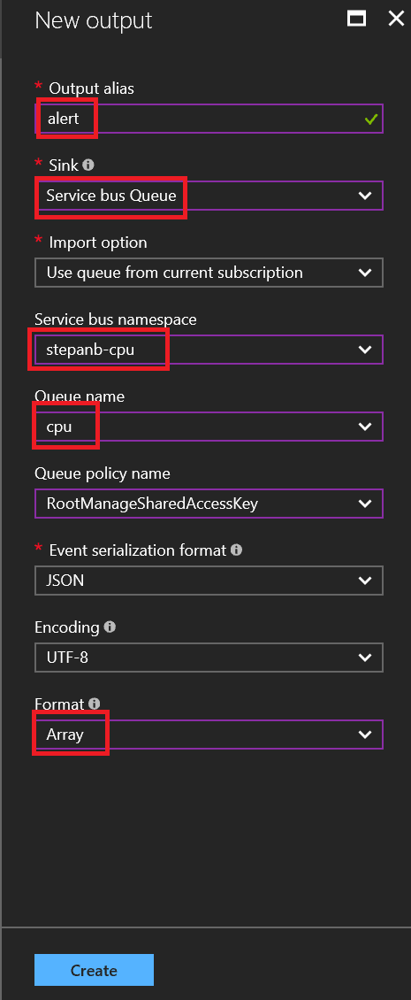 New output
* Output alias
alert
* Sink
Service bus Queue
* Import option
Use queue from current subscription
Service bus namespace
stepanb-cpu
Queue name
cpu
Queue policy name
RootManageSharedAccessKey
* Event serialization format
JSON
Encoding
UTF-8
Format
Array
Create